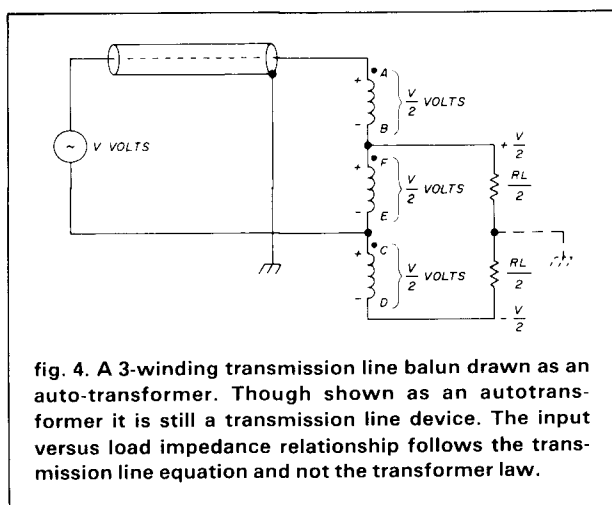 A
+
V/2 VOLTS
V VOLTS
-
B
+ V/2
F
+
V/2 VOLTS
RL/2
-
E
C
+
V/2 VOLTS
RL/2
-
D
- V/2
fig. 4. A 3-winding transmission line balun drawn as an
auto-transformer. Though shown as an autotrans-
former it is still a transmission line device. The input
versus load impedance relationship follows the trans-
mission line equation and not the transformer law.